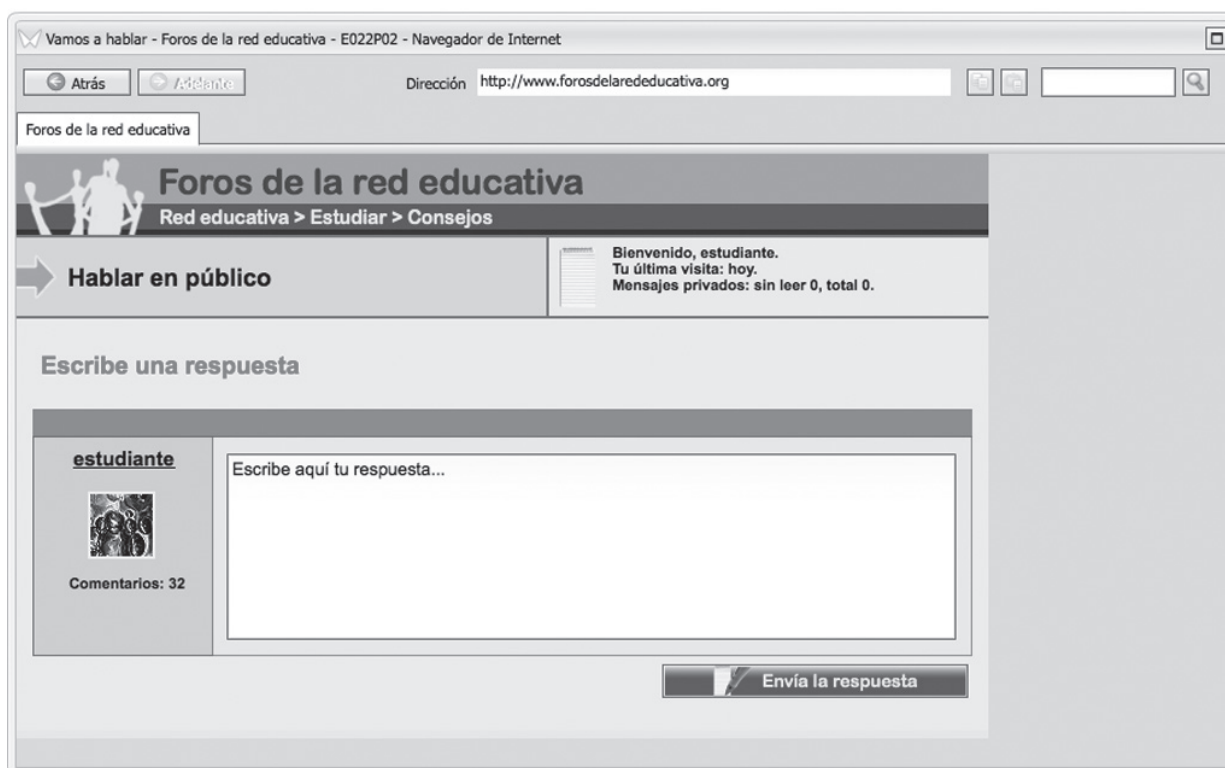 Vamos a hablar - Foros de la red educativa - E022P02 - Navegador de Internet
Atrás
Adelante
Dirección
http://www.forosdelarededucativa.org
Foros de la red educativa
Foros de la red educativa
Red educativa > Estudiar > Consejos
Hablar en público
Bienvenido, estudiante.
Tu última visita: hoy.
Mensajes privados: sin leer 0, total 0.
Escribe una respuesta
estudiante
Comentarios: 32
Escribe aquí tu respuesta...
Envía la respuesta